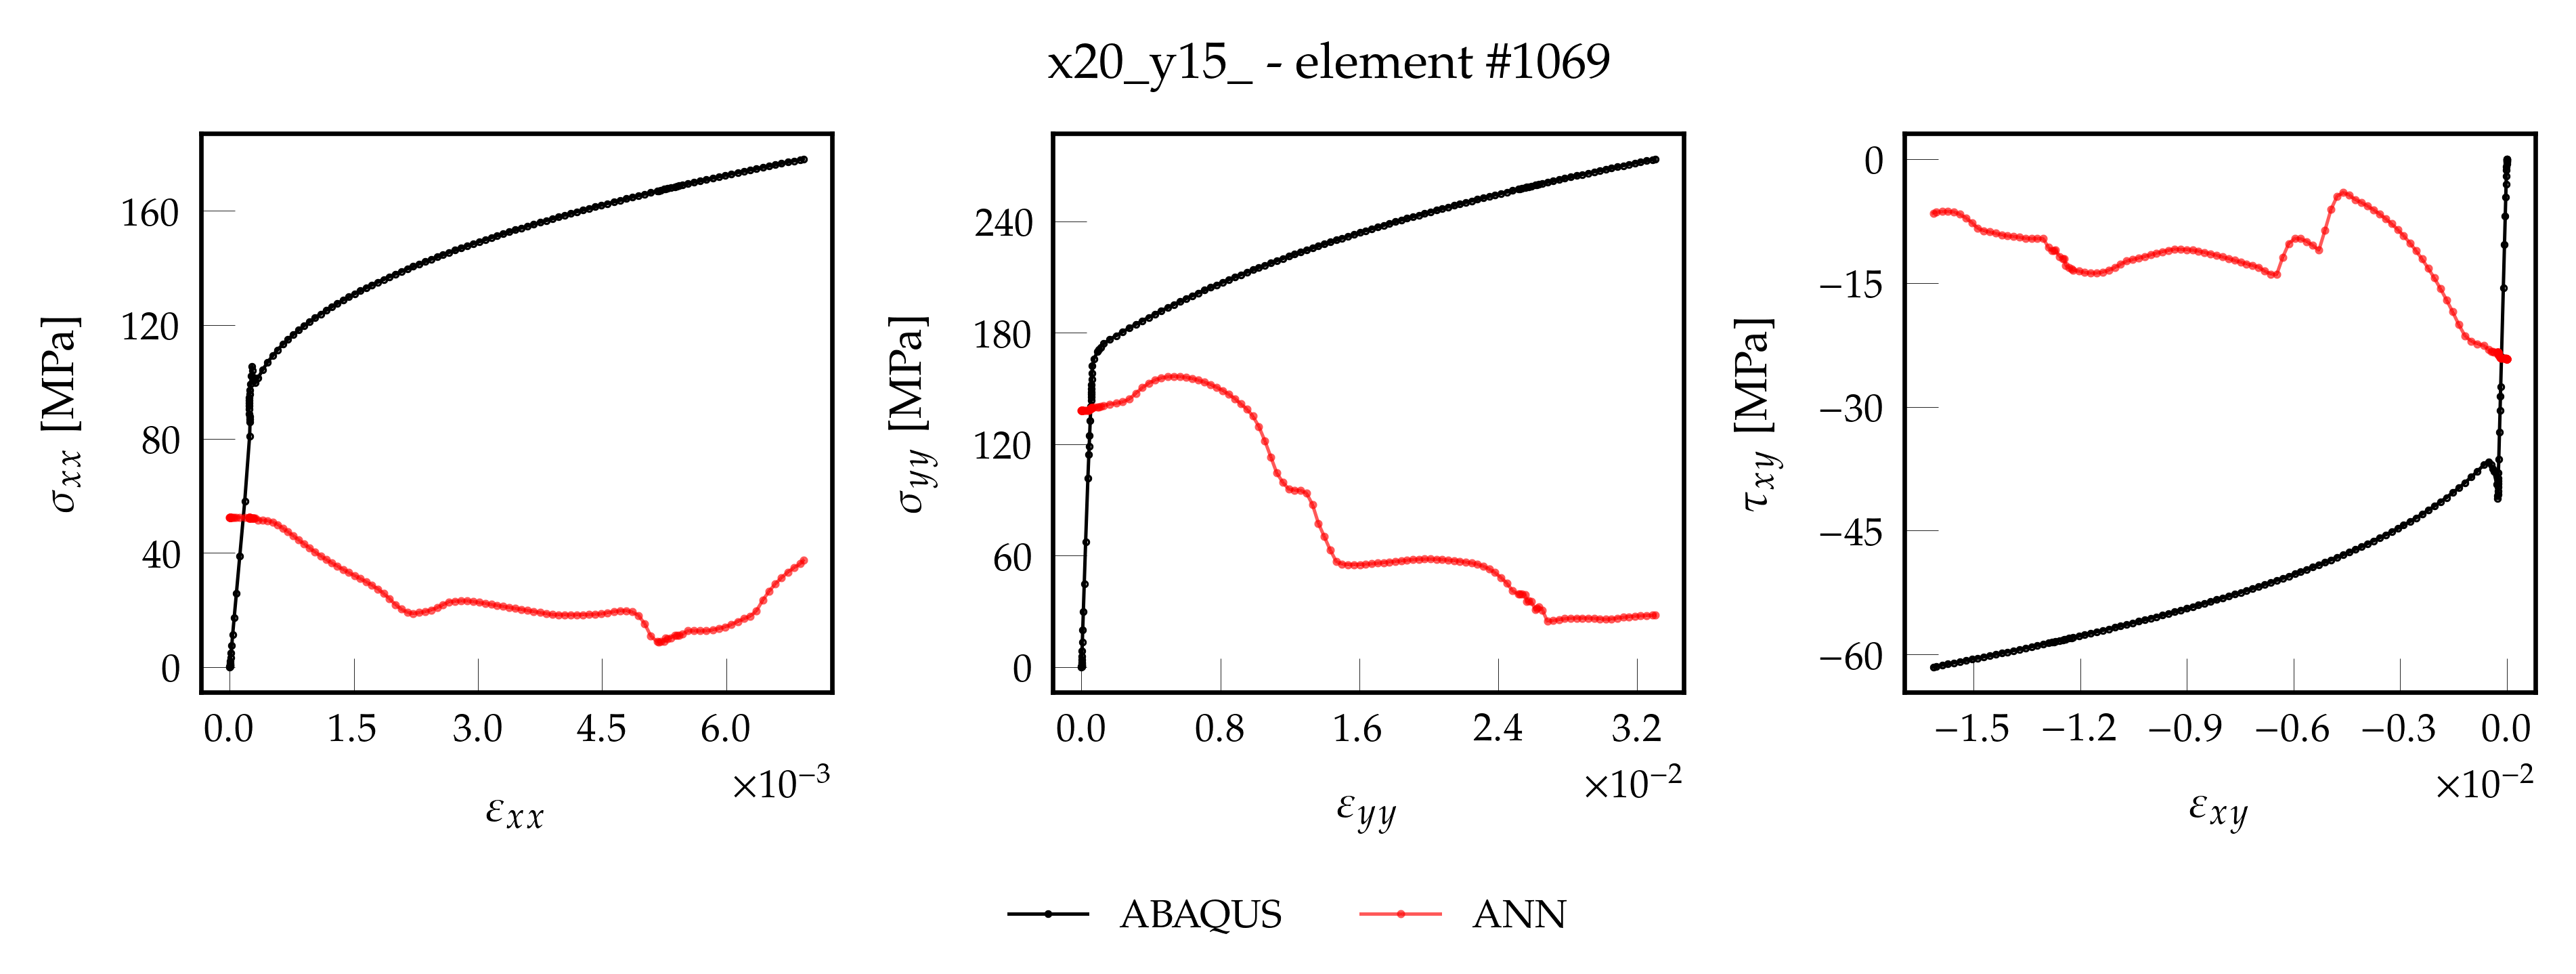 x20_y15_ - element #1069
σxx [MPa]
160
120
80
40
0
0.0 1.5 3.0 4.5 6.0
×10⁻³
εxx
σyy [MPa]
240
180
120
60
0
0.0 0.8 1.6 2.4 3.2
×10⁻²
εyy
τxy [MPa]
0
−15
−30
−45
−60
−1.5 −1.2 −0.9 −0.6 −0.3 0.0
×10⁻²
εxy
ABAQUS ANN